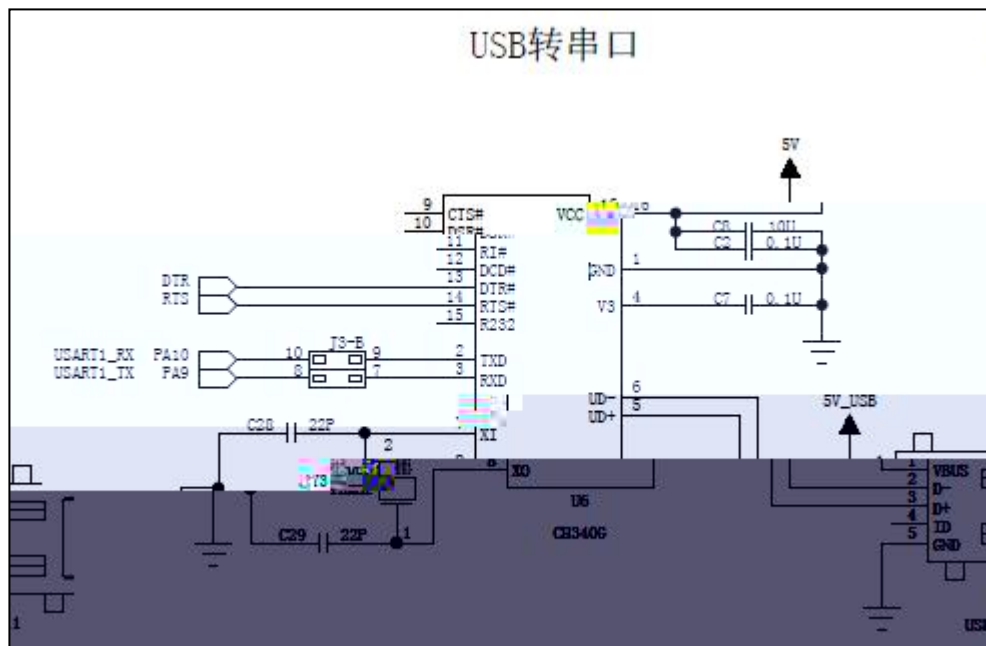 USB转串口
5V
9 CTS# VCC
10
C8 10U
11 RI# C2 0.1U
12 DCD# GND 1
DTR 13 DTR#
RTS 14 RTS# V3 4 C7 0.1U
15 R232
J3-B
USART1_RX PA10 10 9 2 TXD
USART1_TX PA9 8 7 3 RXD
UD- 6
UD+ 5
5V_USB
C28 22P XI
2
8 XO
1 VBUS
2 D-
3 D+
4 ID
5 GND
U6
C29 22P 1 CH340G
1